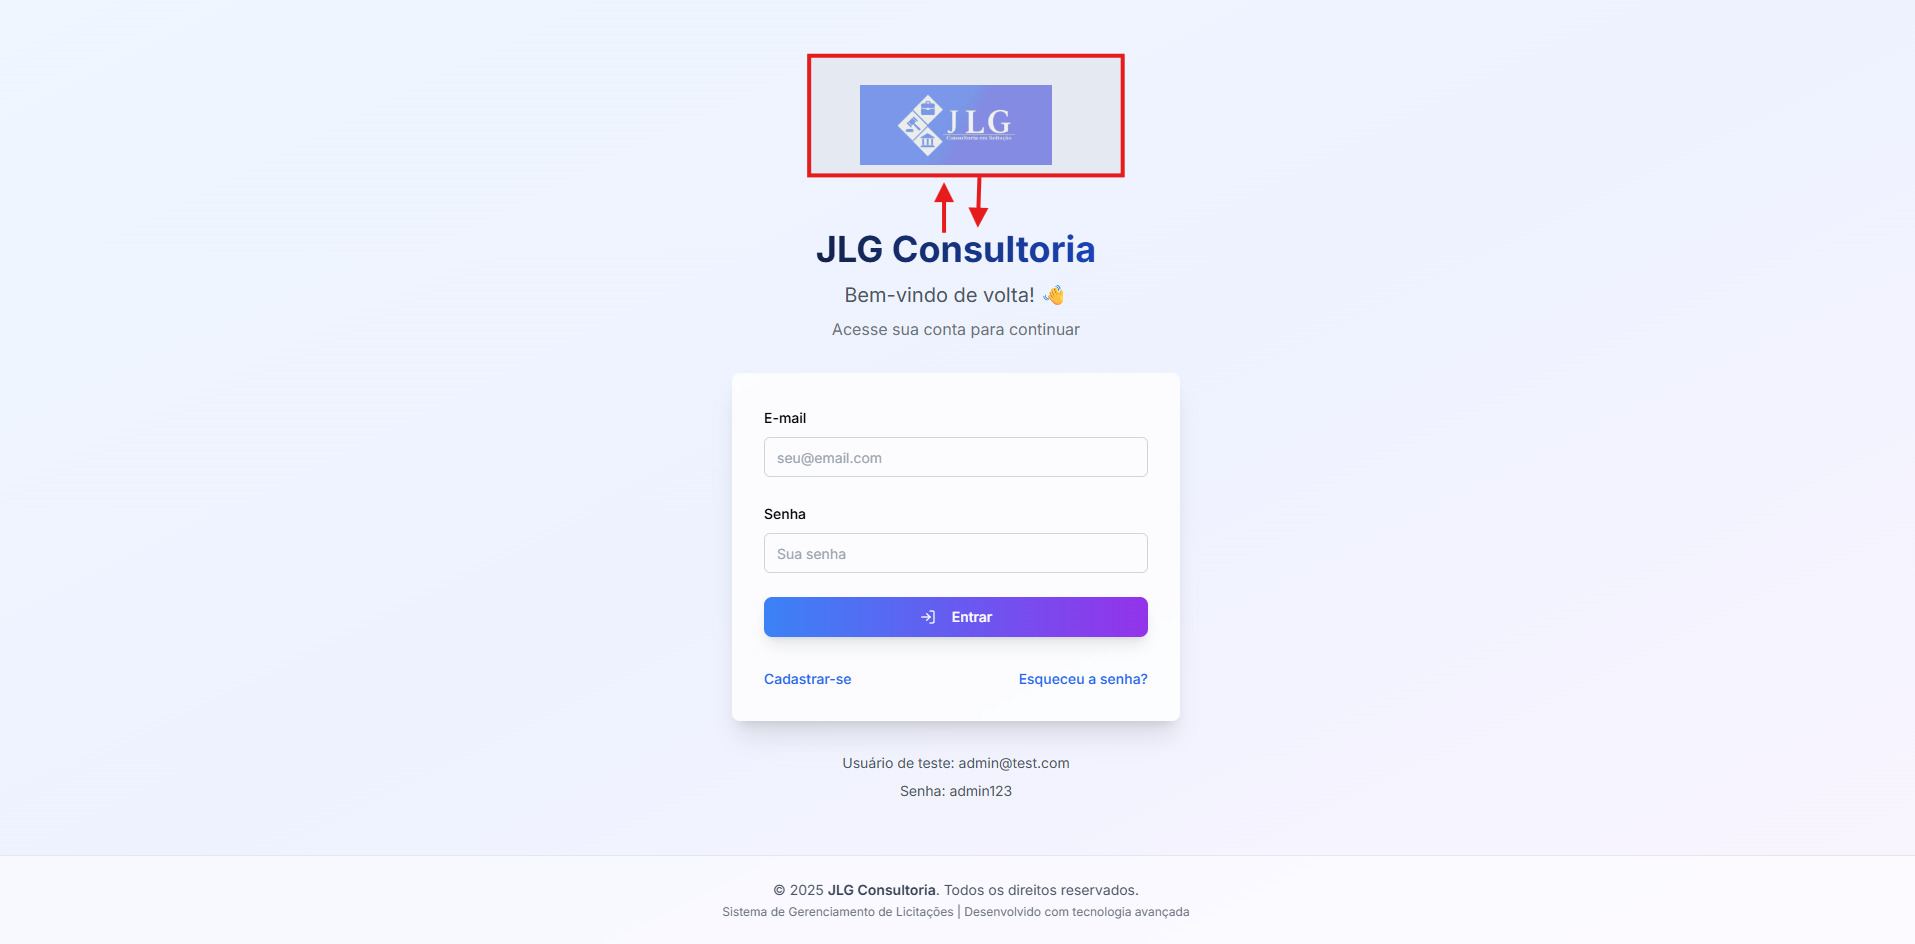 JLG
Consultoria em licitação
JLG Consultoria
Bem-vindo de volta! 👋
Acesse sua conta para continuar
E-mail
seu@email.com
Senha
Sua senha
Entrar
Cadastrar-se
Esqueceu a senha?
Usuário de teste: admin@test.com
Senha: admin123
© 2025 JLG Consultoria. Todos os direitos reservados.
Sistema de Gerenciamento de Licitações | Desenvolvido com tecnologia avançada